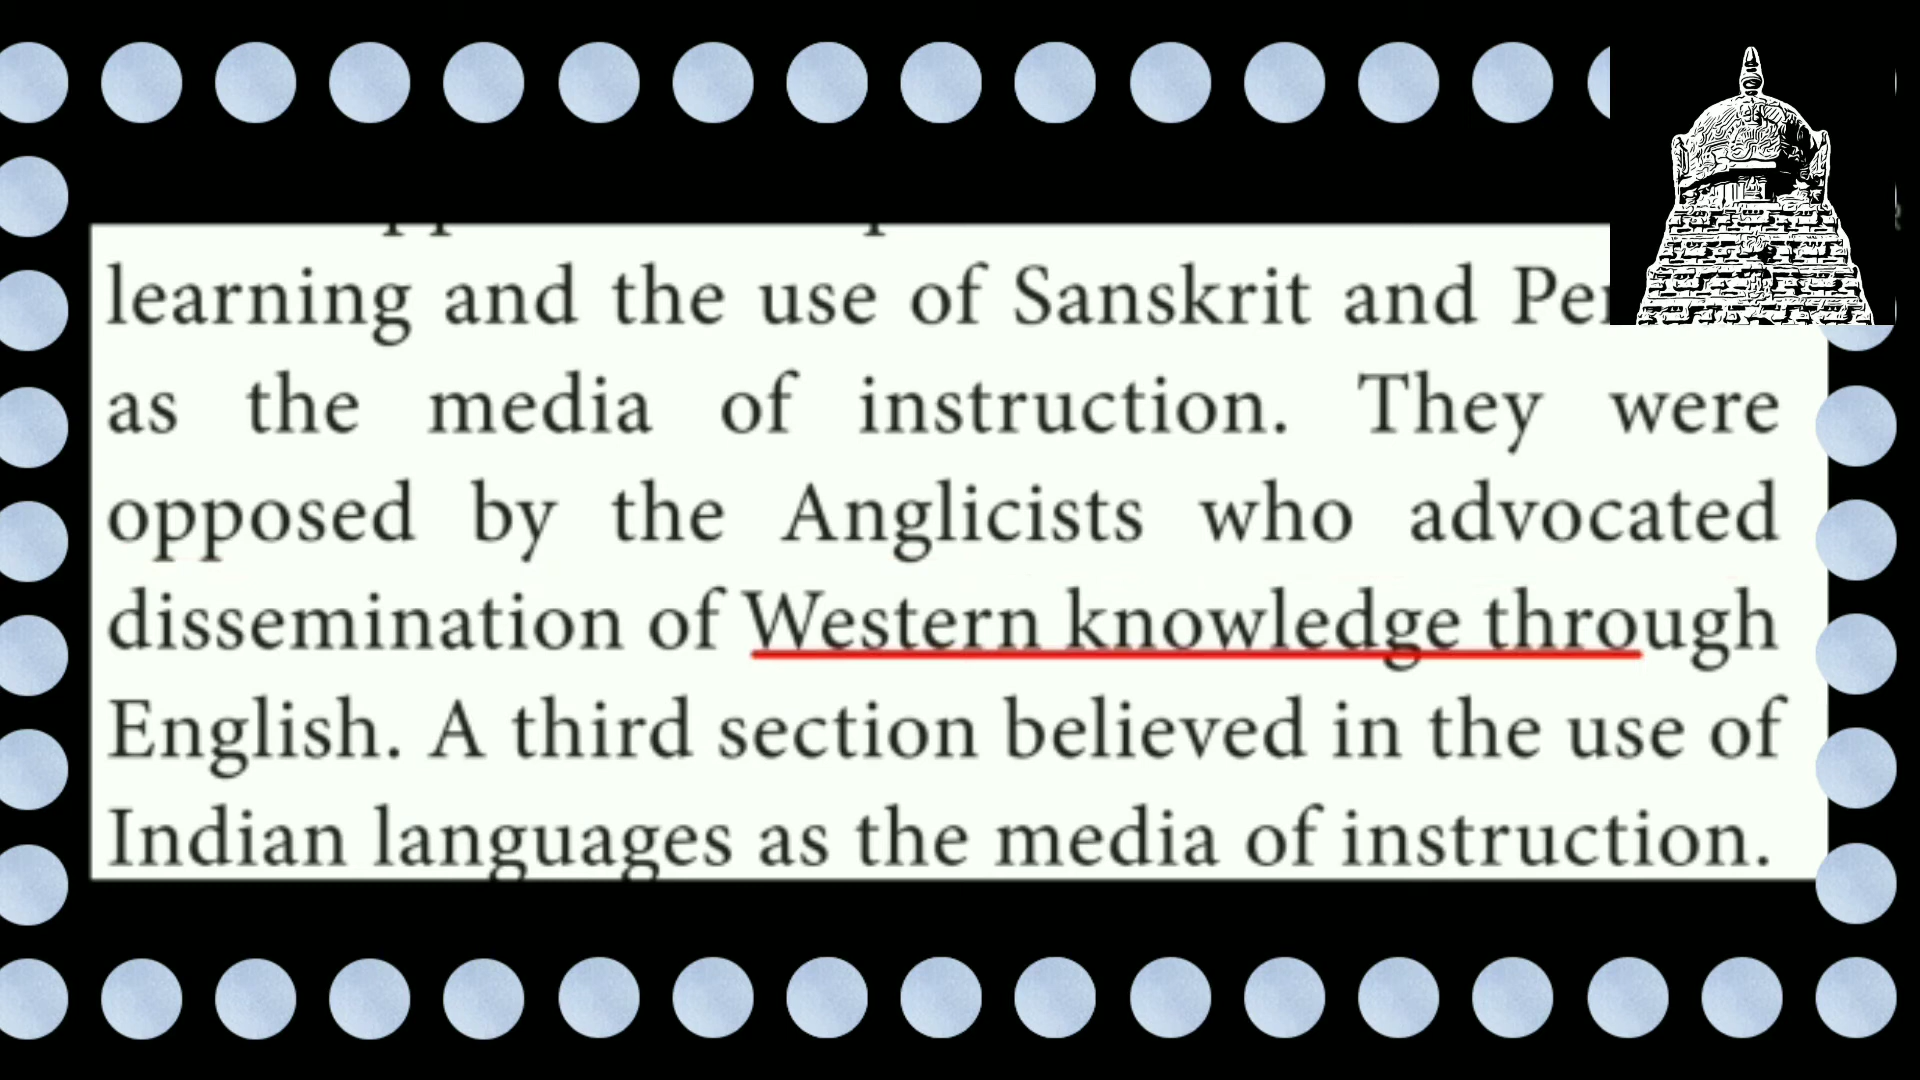 learning and the use of Sanskrit and
as the media of instruction. They were
opposed by the Anglicists who advocated
dissemination of Western knowledge through
English. A third section believed in the use of
Indian languages as the media of instruction.